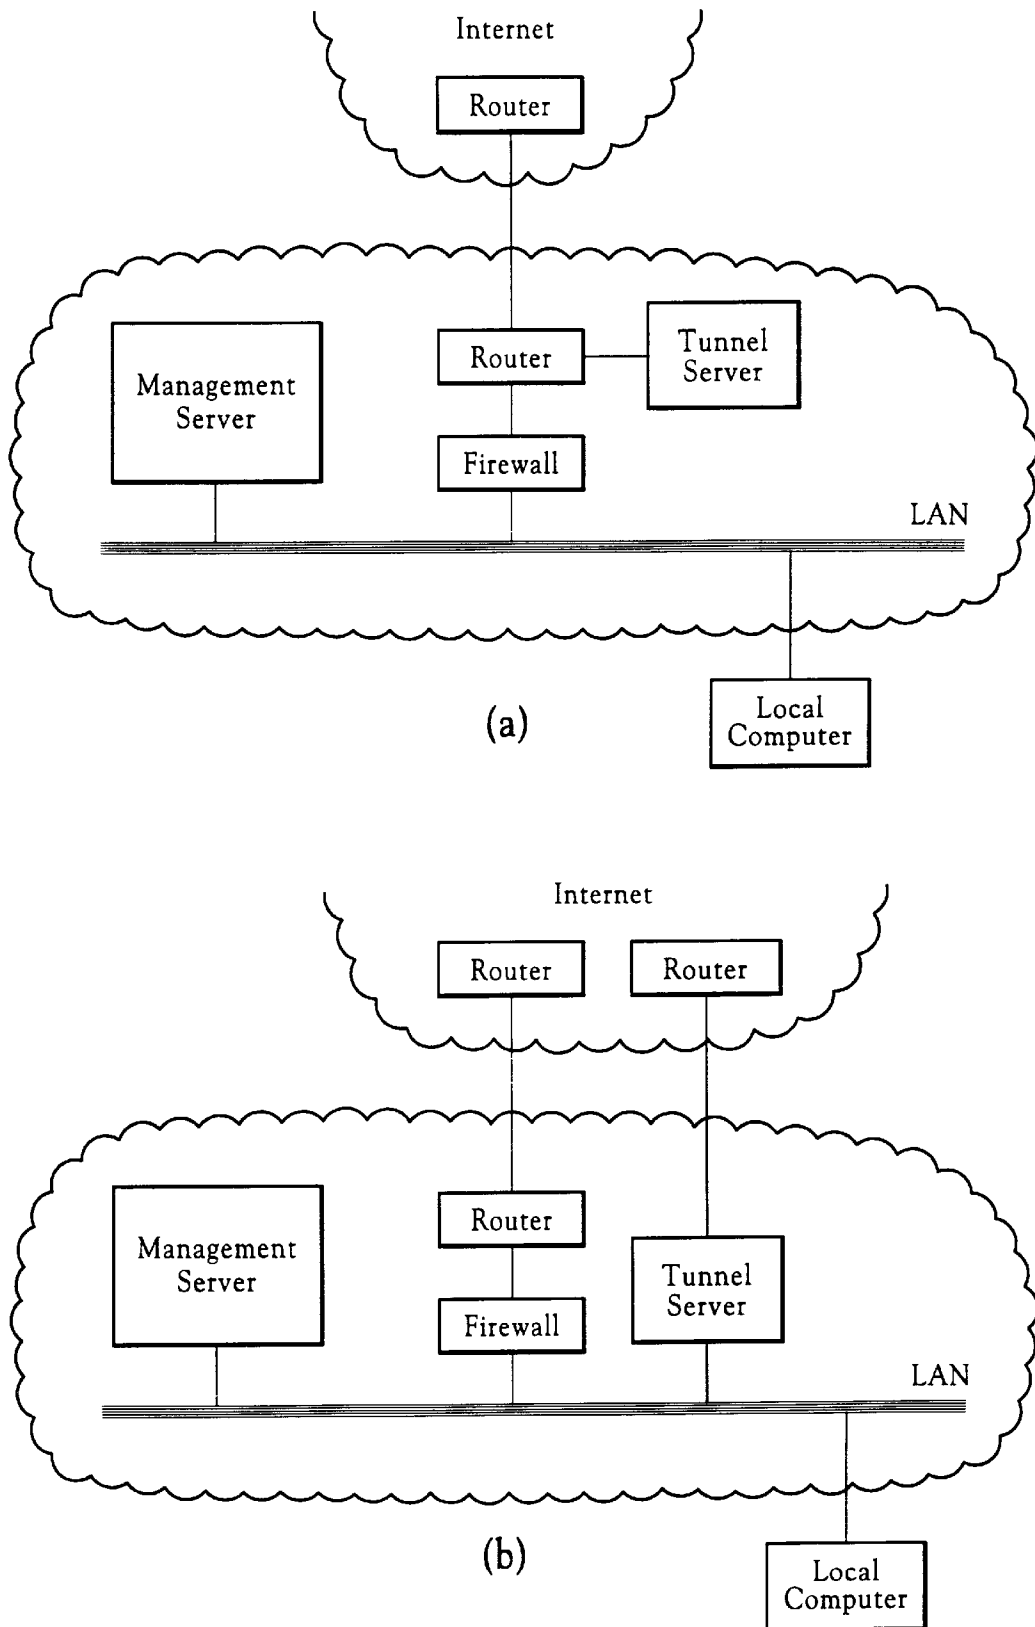 Internet
Router
Management
Server
Router
Tunnel
Server
Firewall
LAN
Local
Computer
(a)
Internet
Router
Router
Management
Server
Router
Tunnel
Server
Firewall
LAN
Local
Computer
(b)